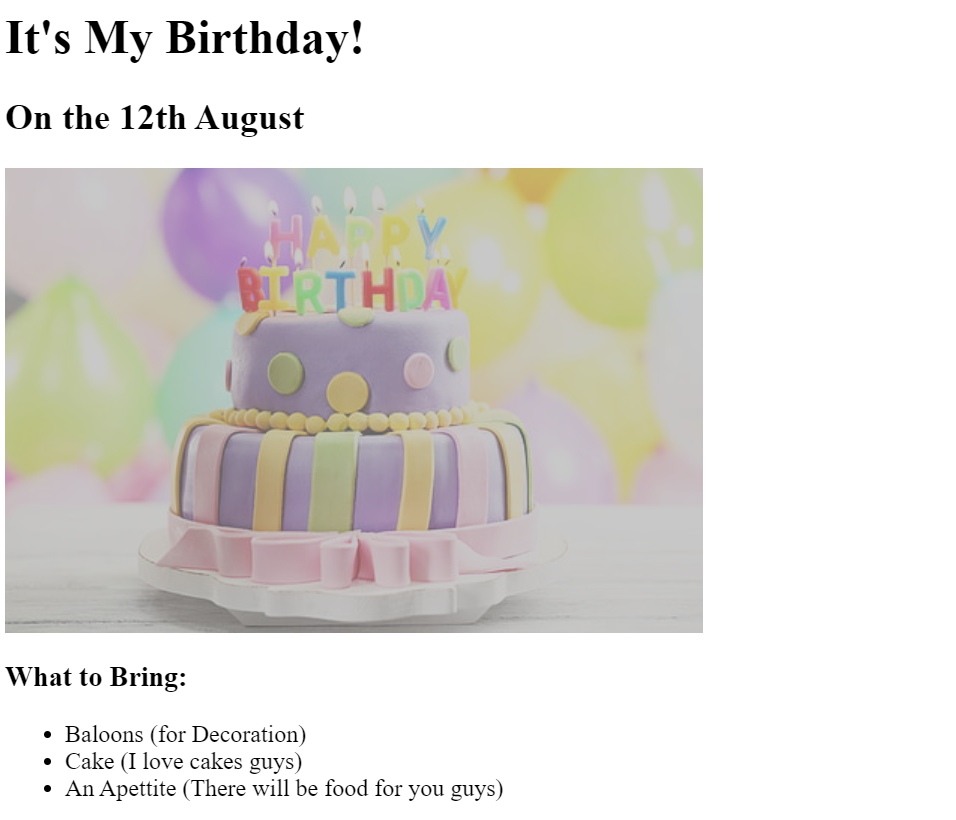 It's My Birthday!
On the 12th August
HAPPY
BIRTHDAY
What to Bring:
Baloons (for Decoration)
Cake (I love cakes guys)
An Apettite (There will be food for you guys)